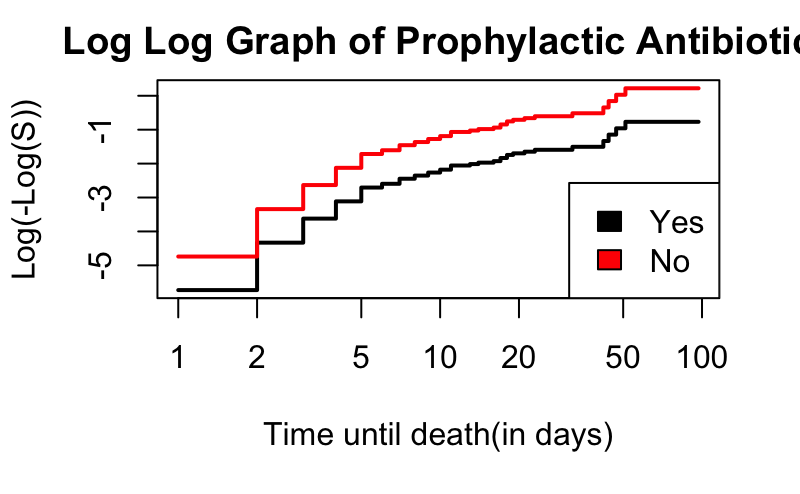 Log Log Graph of Prophylactic Antibiotic
Log(-Log(S))
-1
-3
-5
Yes
No
1 2 5 10 20 50 100
Time until death(in days)